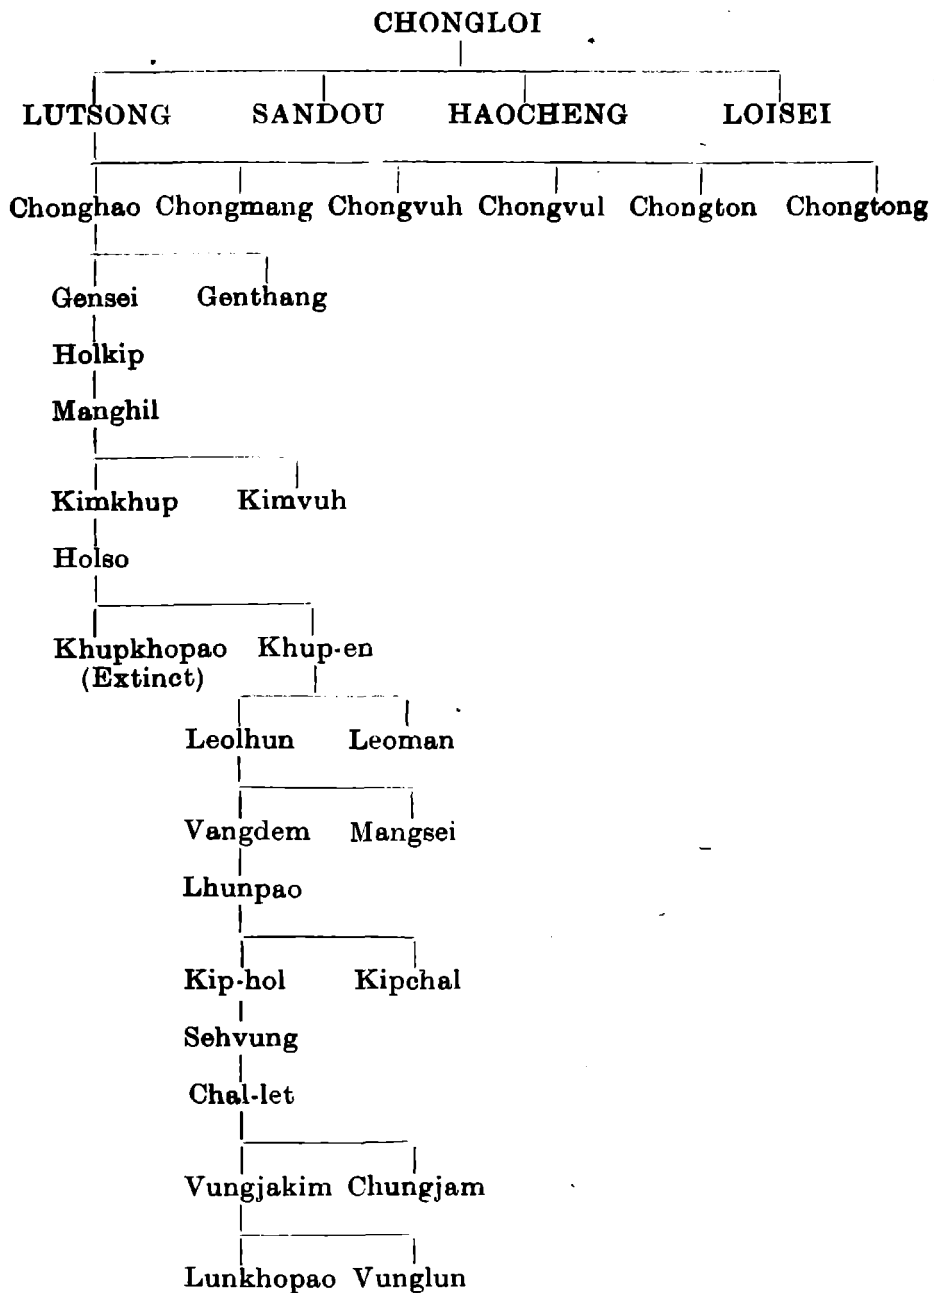 CHONGLOI
LUTSONG SANDOU HAOCHENG LOISEI
Chonghao Chongmang Chongvuh Chongvul Chongton Chongtong
Gensei Genthang
Holkip
Manghil
Kimkhup Kimvuh
Holso
Khupkhopao Khup-en
(Extinct)
Leolhun Leoman
Vangdem Mangsei
Lhunpao
Kip-hol Kipchal
Sehvung
Chal-let
Vungjakim Chungjam
Lunkhopao Vunglun